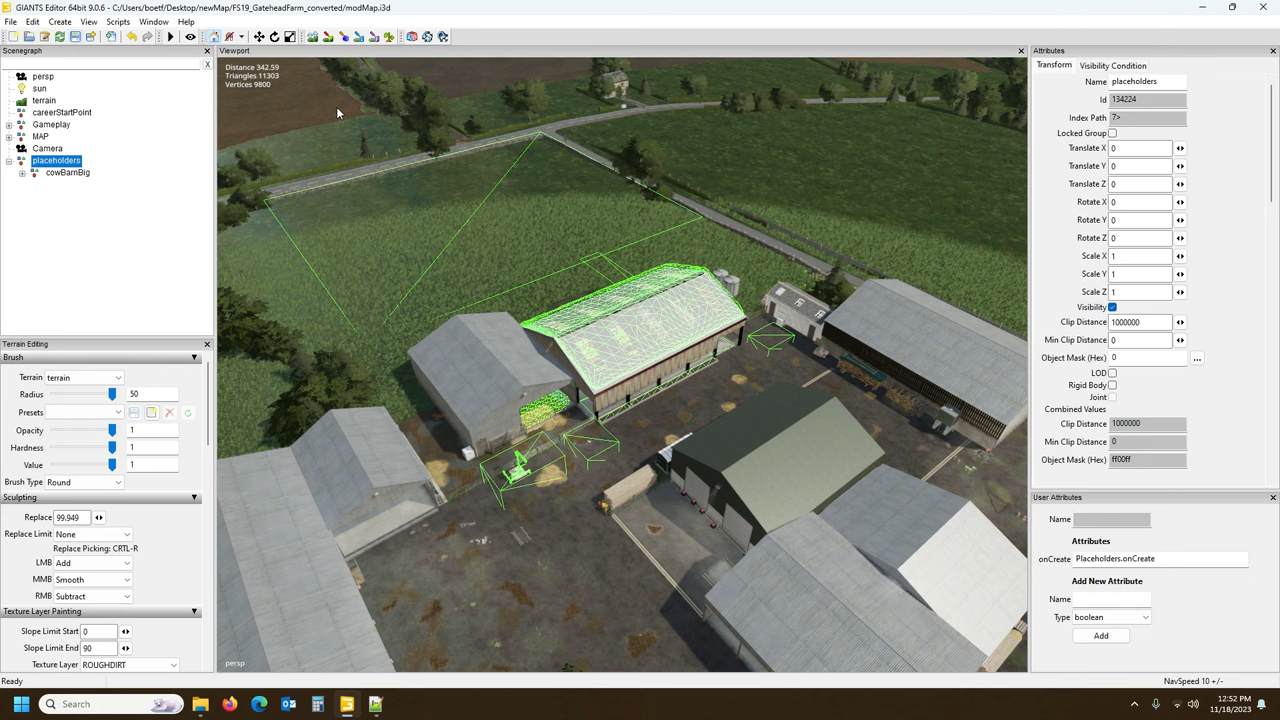 GIANTS Editor 64bit - C:/Users/boetf/Desktop/newMap/FS19_GateheadFarm_converted/modMap.i3d
File Edit Create View Scripts Window Help
Scenegraph
X
persp
sun
terrain
careerStartPoint
Gameplay
MAP
Camera
placeholders
cowBarnBig
Terrain Editing
Brush
Terrain terrain
Radius 50
Presets
Opacity 1
Hardness 1
Value 1
Brush Type Round
Sculpting
Replace 99.949
Replace Limit None
Replace Picking: CRTL-R
LMB Add
MMB Smooth
RMB Subtract
Texture Layer Painting
Slope Limit Start 0
Slope Limit End 90
Texture Layer ROUGHDIRT
Viewport
Distance 342.59
Triangles 11303
Vertices 9800
persp
Attributes
Transform Visibility Condition
Name placeholders
Id 134224
Index Path 7>
Locked Group
Translate X 0
Translate Y 0
Translate Z 0
Rotate X 0
Rotate Y 0
Rotate Z 0
Scale X 1
Scale Y 1
Scale Z 1
Visibility
Clip Distance 1000000
Min Clip Distance 0
Object Mask (Hex) 0 ...
LOD
Rigid Body
Joint
Combined Values
Clip Distance 1000000
Min Clip Distance 0
Object Mask (Hex) ff00ff
User Attributes
Name
Attributes
onCreate Placeholders.onCreate
Add New Attribute
Name
Type boolean
Add
Ready
NavSpeed 10 +/-
Search
12:52 PM
11/18/2023